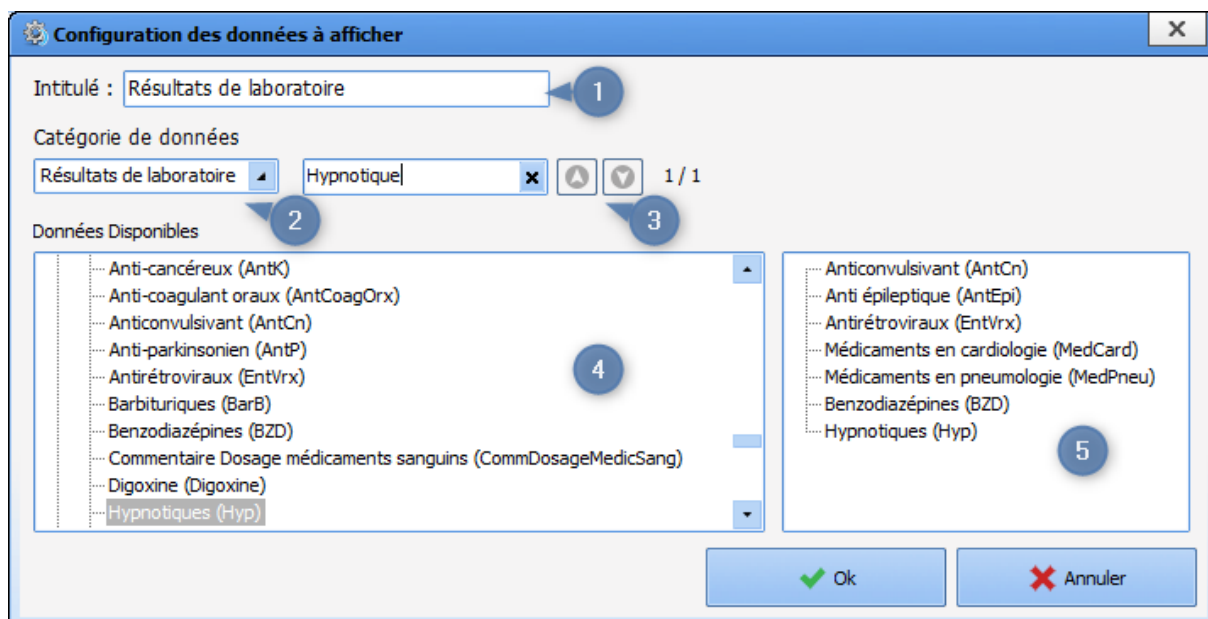 Configuration des données à afficher
Intitulé : Résultats de laboratoire
1
Catégorie de données
Résultats de laboratoire Hypnotique 1 / 1
2
3
Données Disponibles
Anti-cancéreux (AntK)
Anti-coagulant oraux (AntCoagOrx)
Anticonvulsivant (AntCn)
Anti-parkinsonien (AntP)
Antirétroviraux (EntVrx)
Barbituriques (BarB)
Benzodiazépines (BZD)
Commentaire Dosage médicaments sanguins (CommDosageMedicSang)
Digoxine (Digoxine)
Hypnotiques (Hyp)
4
Anticonvulsivant (AntCn)
Anti épileptique (AntEpi)
Antirétroviraux (EntVrx)
Médicaments en cardiologie (MedCard)
Médicaments en pneumologie (MedPneu)
Benzodiazépines (BZD)
Hypnotiques (Hyp)
5
Ok
Annuler